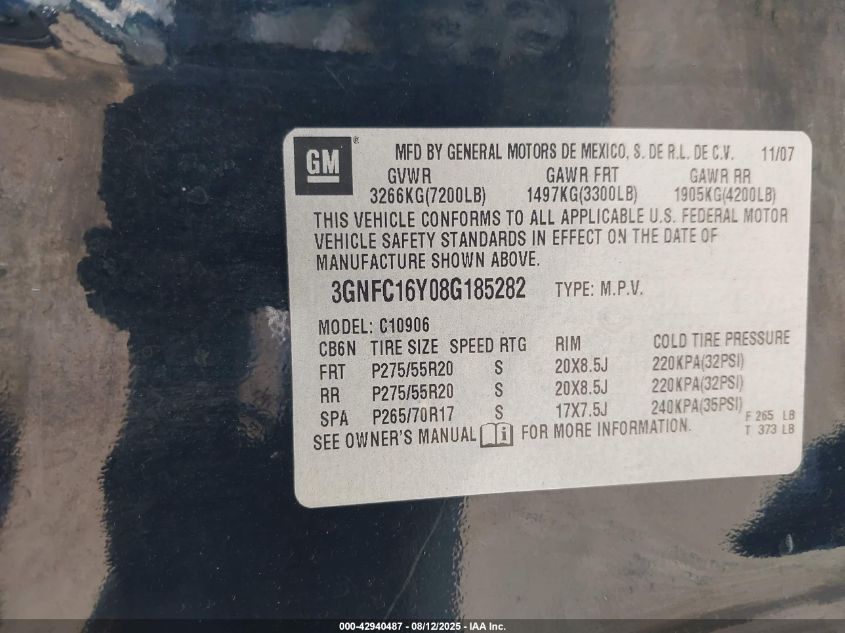 GM ®
MFD BY GENERAL MOTORS DE MEXICO, S. DE R.L. DE C.V. 11/07
GVWR GAWR FRT GAWR RR
3266KG(7200LB) 1497KG(3300LB) 1905KG(4200LB)
THIS VEHICLE CONFORMS TO ALL APPLICABLE U.S. FEDERAL MOTOR
VEHICLE SAFETY STANDARDS IN EFFECT ON THE DATE OF
MANUFACTURE SHOWN ABOVE.
3GNFC16Y08G185282 TYPE: M.P.V.
MODEL: C10906
CB6N TIRE SIZE SPEED RTG RIM COLD TIRE PRESSURE
FRT P275/55R20 S 20X8.5J 220KPA(32PSI)
RR P275/55R20 S 20X8.5J 220KPA(32PSI)
SPA P265/70R17 S 17X7.5J 240KPA(35PSI)
F 265 LB
T 373 LB
SEE OWNER'S MANUAL i FOR MORE INFORMATION.
000-42940487 - 08/12/2025 - IAA Inc.